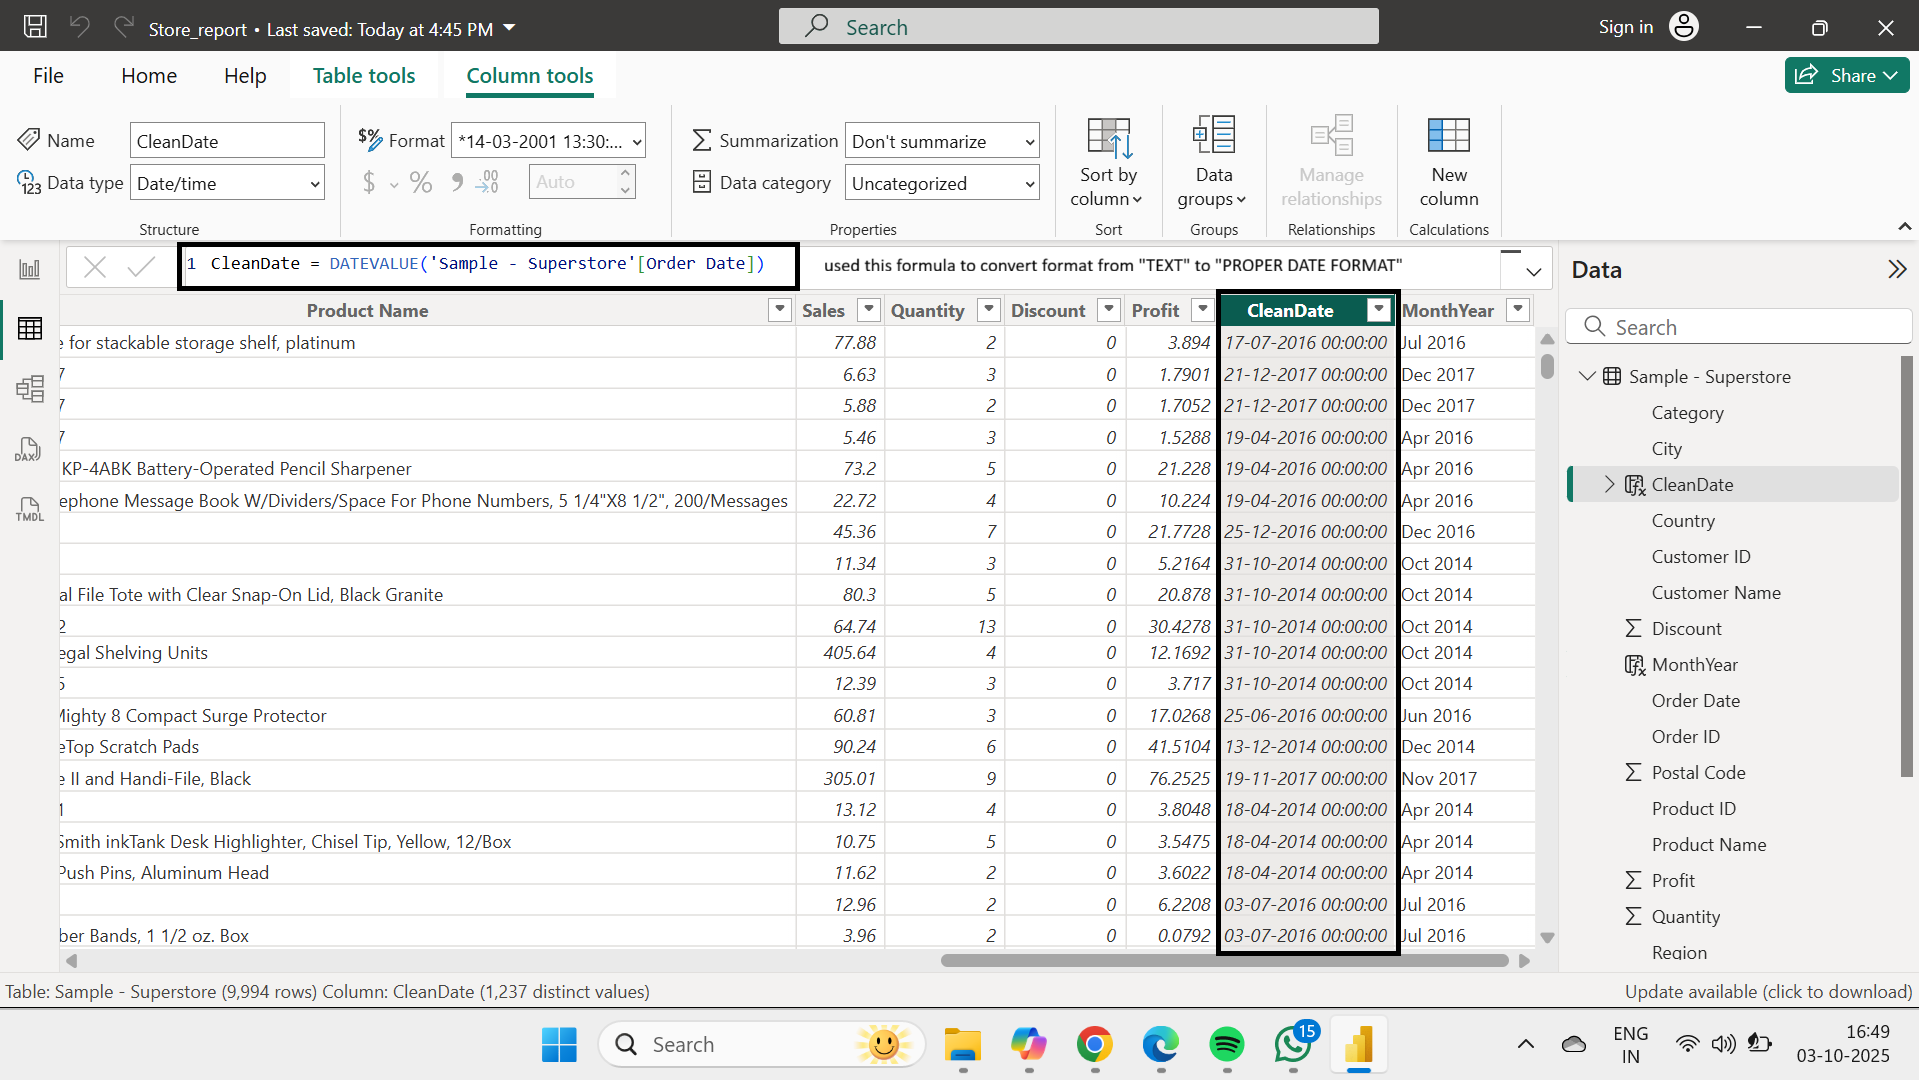 Store_report • Last saved: Today at 4:45 PM
Search
Sign in
File Home Help Table tools Column tools
Share
Name CleanDate
Data type Date/time
Structure
Format *14-03-2001 13:30:...
$ % 9 .00 Auto
Formatting
Summarization Don't summarize
Data category Uncategorized
Properties
Sort by
column
Sort
Data
groups
Groups
Manage
relationships
Relationships
New
column
Calculations
1 CleanDate = DATEVALUE('Sample - Superstore'[Order Date])
used this formula to convert format from "TEXT" to "PROPER DATE FORMAT"
Product Name Sales Quantity Discount Profit CleanDate MonthYear
e for stackable storage shelf, platinum 77.88 2 0 3.894 17-07-2016 00:00:00 Jul 2016
7 6.63 3 0 1.7901 21-12-2017 00:00:00 Dec 2017
7 5.88 2 0 1.7052 21-12-2017 00:00:00 Dec 2017
7 5.46 3 0 1.5288 19-04-2016 00:00:00 Apr 2016
KP-4ABK Battery-Operated Pencil Sharpener 73.2 5 0 21.228 19-04-2016 00:00:00 Apr 2016
ephone Message Book W/Dividers/Space For Phone Numbers, 5 1/4"X8 1/2", 200/Messages 22.72 4 0 10.224 19-04-2016 00:00:00 Apr 2016
45.36 7 0 21.7728 25-12-2016 00:00:00 Dec 2016
11.34 3 0 5.2164 31-10-2014 00:00:00 Oct 2014
al File Tote with Clear Snap-On Lid, Black Granite 80.3 5 0 20.878 31-10-2014 00:00:00 Oct 2014
2 64.74 13 0 30.4278 31-10-2014 00:00:00 Oct 2014
egal Shelving Units 405.64 4 0 12.1692 31-10-2014 00:00:00 Oct 2014
5 12.39 3 0 3.717 31-10-2014 00:00:00 Oct 2014
Mighty 8 Compact Surge Protector 60.81 3 0 17.0268 25-06-2016 00:00:00 Jun 2016
eTop Scratch Pads 90.24 6 0 41.5104 13-12-2014 00:00:00 Dec 2014
e II and Handi-File, Black 305.01 9 0 76.2525 19-11-2017 00:00:00 Nov 2017
1 13.12 4 0 3.8048 18-04-2014 00:00:00 Apr 2014
Smith inkTank Desk Highlighter, Chisel Tip, Yellow, 12/Box 10.75 5 0 3.5475 18-04-2014 00:00:00 Apr 2014
Push Pins, Aluminum Head 11.62 2 0 3.6022 18-04-2014 00:00:00 Apr 2014
12.96 2 0 6.2208 03-07-2016 00:00:00 Jul 2016
ber Bands, 1 1/2 oz. Box 3.96 2 0 0.0792 03-07-2016 00:00:00 Jul 2016
DAX
TMDL
Data
Search
Sample - Superstore
Category
City
CleanDate
Country
Customer ID
Customer Name
Discount
MonthYear
Order Date
Order ID
Postal Code
Product ID
Product Name
Profit
Quantity
Region
Table: Sample - Superstore (9,994 rows) Column: CleanDate (1,237 distinct values)
Update available (click to download)
Search
15
ENG
IN
16:49
03-10-2025